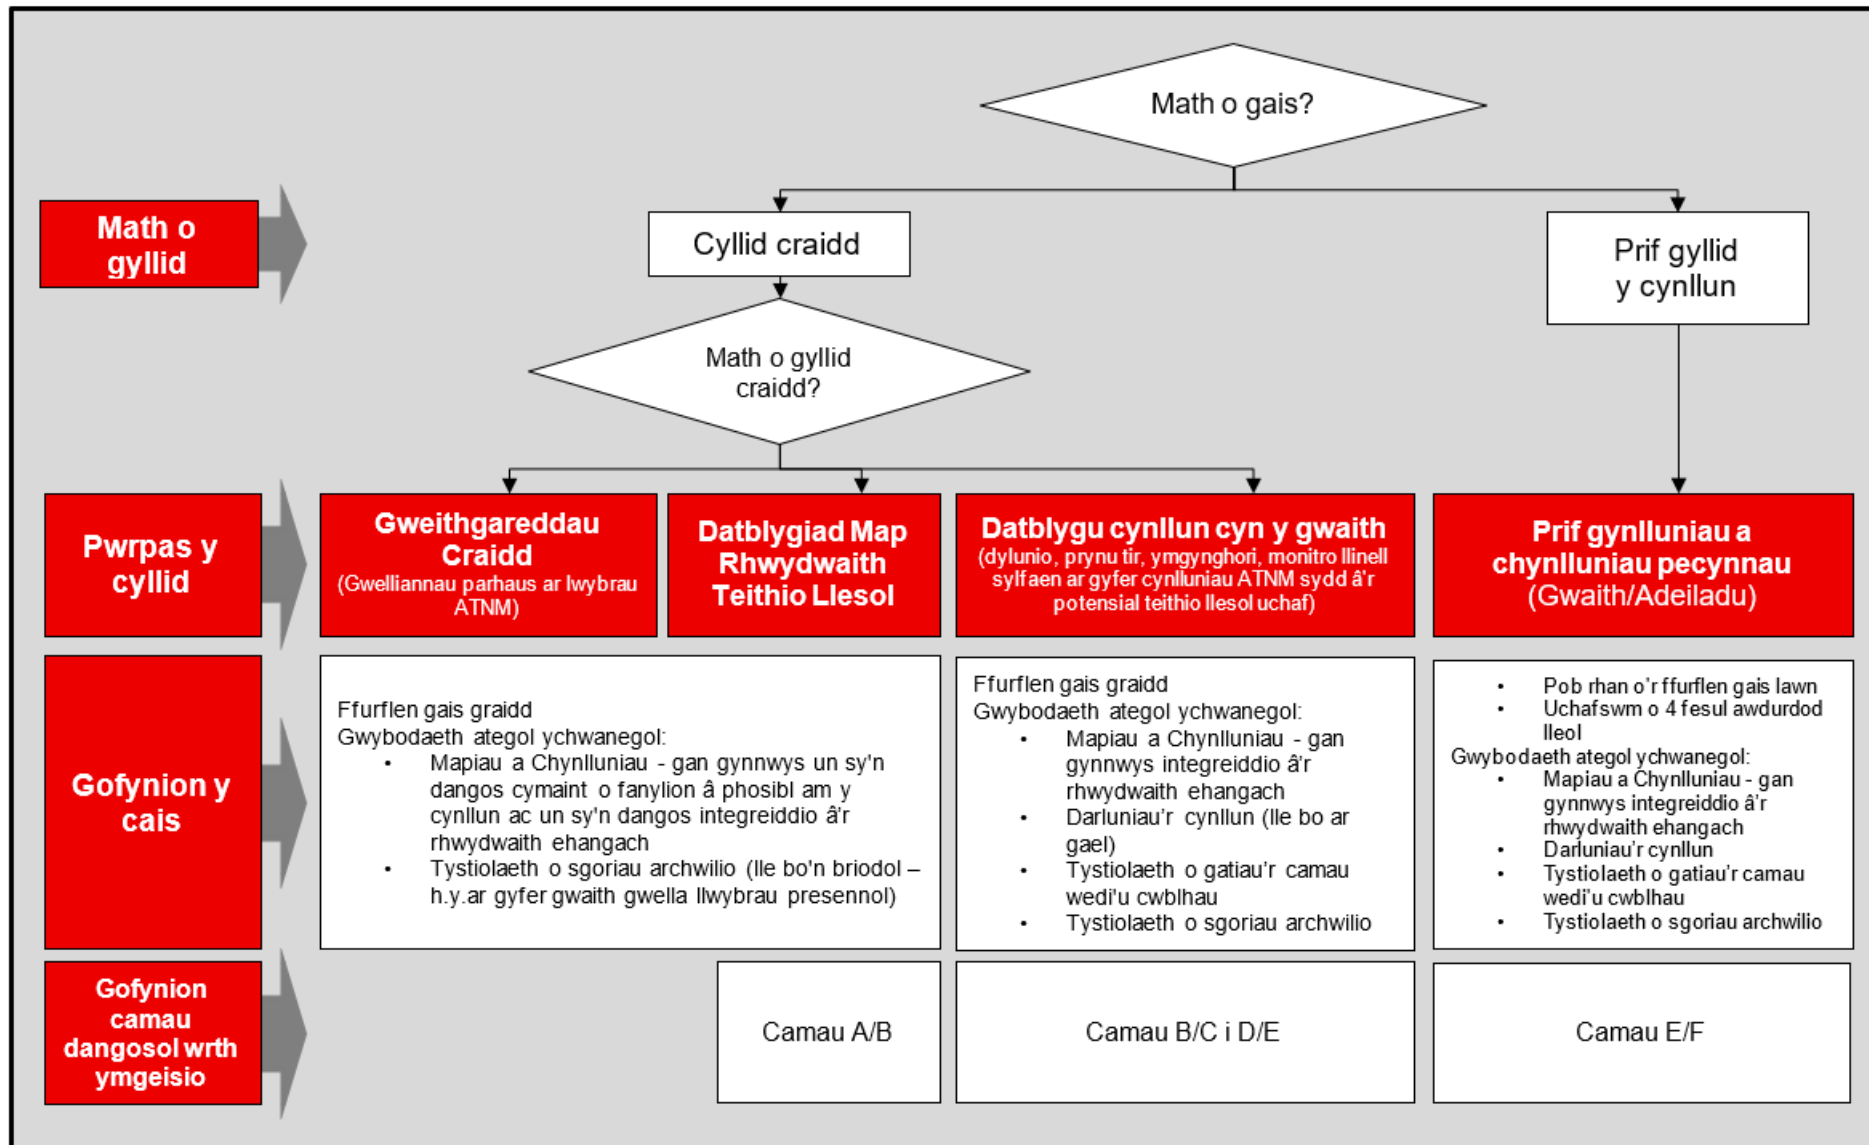 Math o gais?
Math o
gyllid
Cyllid craidd
Prif gyllid
y cynllun
Math o gyllid
craidd?
Pwrpas y
cyllid
Gweithgareddau
Craidd
(Gwelliannau parhaus ar lwybrau
ATNM)
Datblygiad Map
Rhwydwaith
Teithio Llesol
Datblygu cynllun cyn y gwaith
(dylunio, prynu tir, ymgynghori, monitro llinell
sylfaen ar gyfer cynlluniau ATNM sydd â'r
potensial teithio llesol uchaf)
Prif gynlluniau a
chynlluniau pecynnau
(Gwaith/Adeiladu)
Gofynion y
cais
Ffurflen gais graidd
Gwybodaeth ategol ychwanegol:
• Mapiau a Chynlluniau - gan gynnwys un sy'n
dangos cymaint o fanylion â phosibl am y
cynllun ac un sy'n dangos integreiddio â'r
rhwydwaith ehangach
• Tystiolaeth o sgoriau archwilio (lle bo'n briodol –
h.y.ar gyfer gwaith gwella llwybrau presennol)
Ffurflen gais graidd
Gwybodaeth ategol ychwanegol:
• Mapiau a Chynlluniau - gan
gynnwys integreiddio â'r
rhwydwaith ehangach
• Darluniau'r cynllun (lle bo ar
gael)
• Tystiolaeth o gatiau'r camau
wedi'u cwblhau
• Tystiolaeth o sgoriau archwilio
• Pob rhan o'r ffurflen gais lawn
• Uchafswm o 4 fesul awdurdod
lleol
Gwybodaeth ategol ychwanegol:
• Mapiau a Chynlluniau - gan
gynnwys integreiddio â'r
rhwydwaith ehangach
• Darluniau'r cynllun
• Tystiolaeth o gatiau'r camau
wedi'u cwblhau
• Tystiolaeth o sgoriau archwilio
Gofynion
camau
dangosol wrth
ymgeisio
Camau A/B
Camau B/C i D/E
Camau E/F